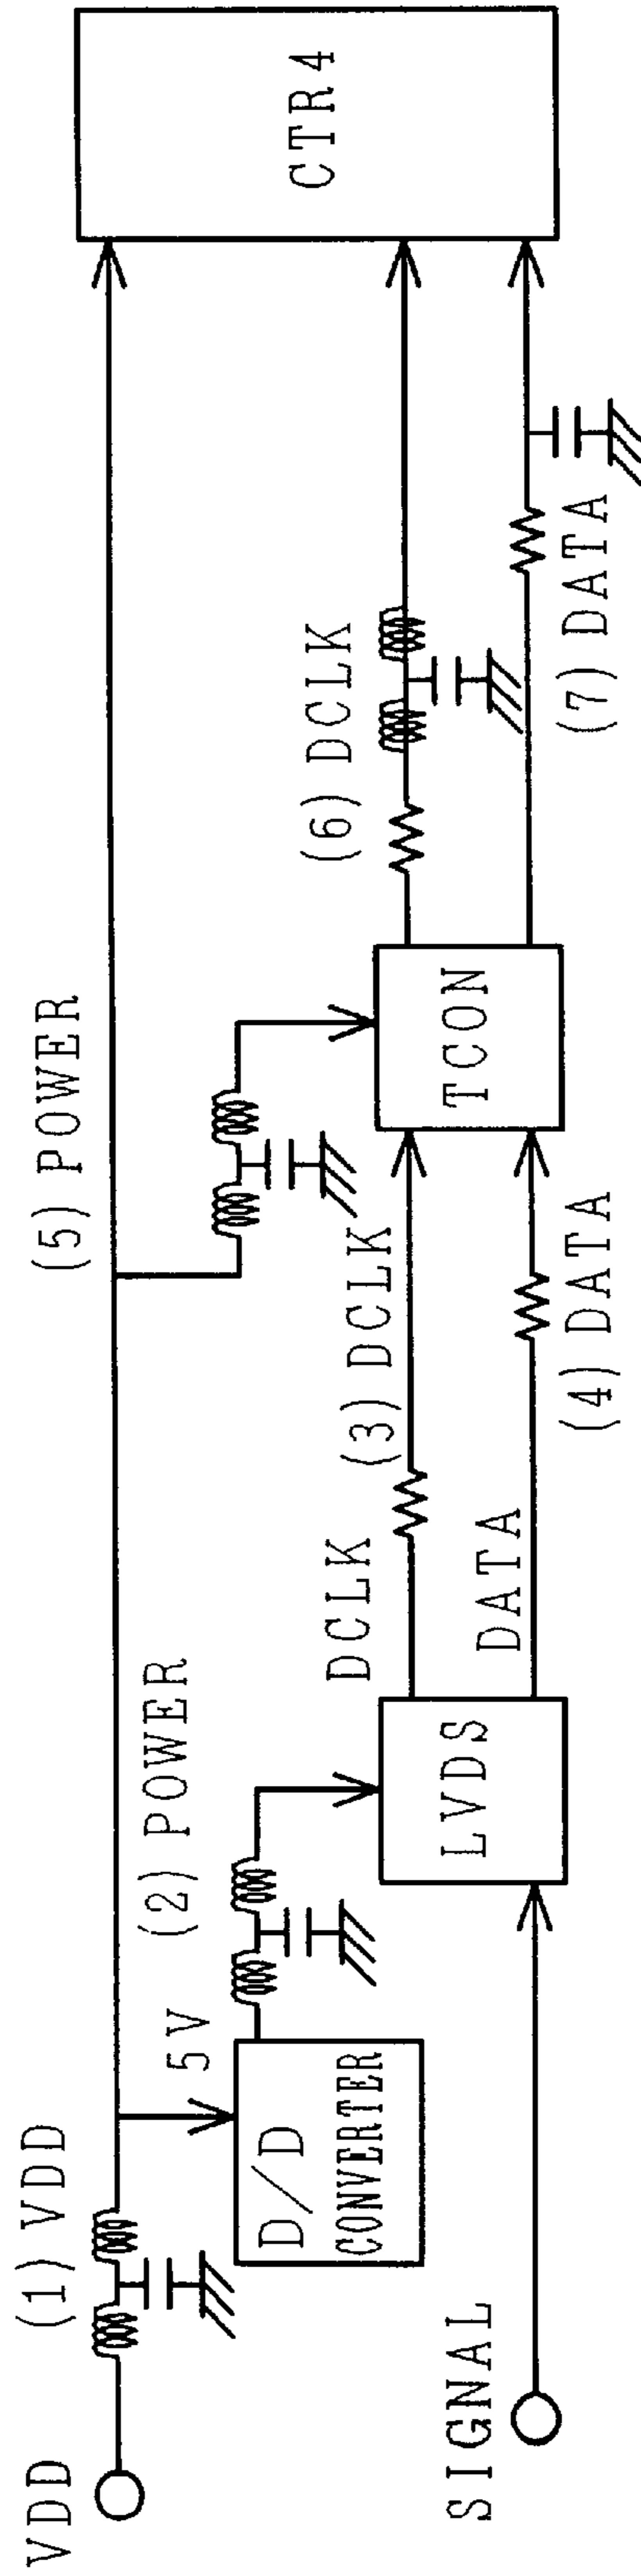 VDD
(1) VDD
5V
(2) POWER
(5) POWER
D/D
CONVERTER
SIGNAL
LVDS
DCLK
(3) DCLK
DATA
(4) DATA
TCON
(6) DCLK
(7) DATA
CTR4